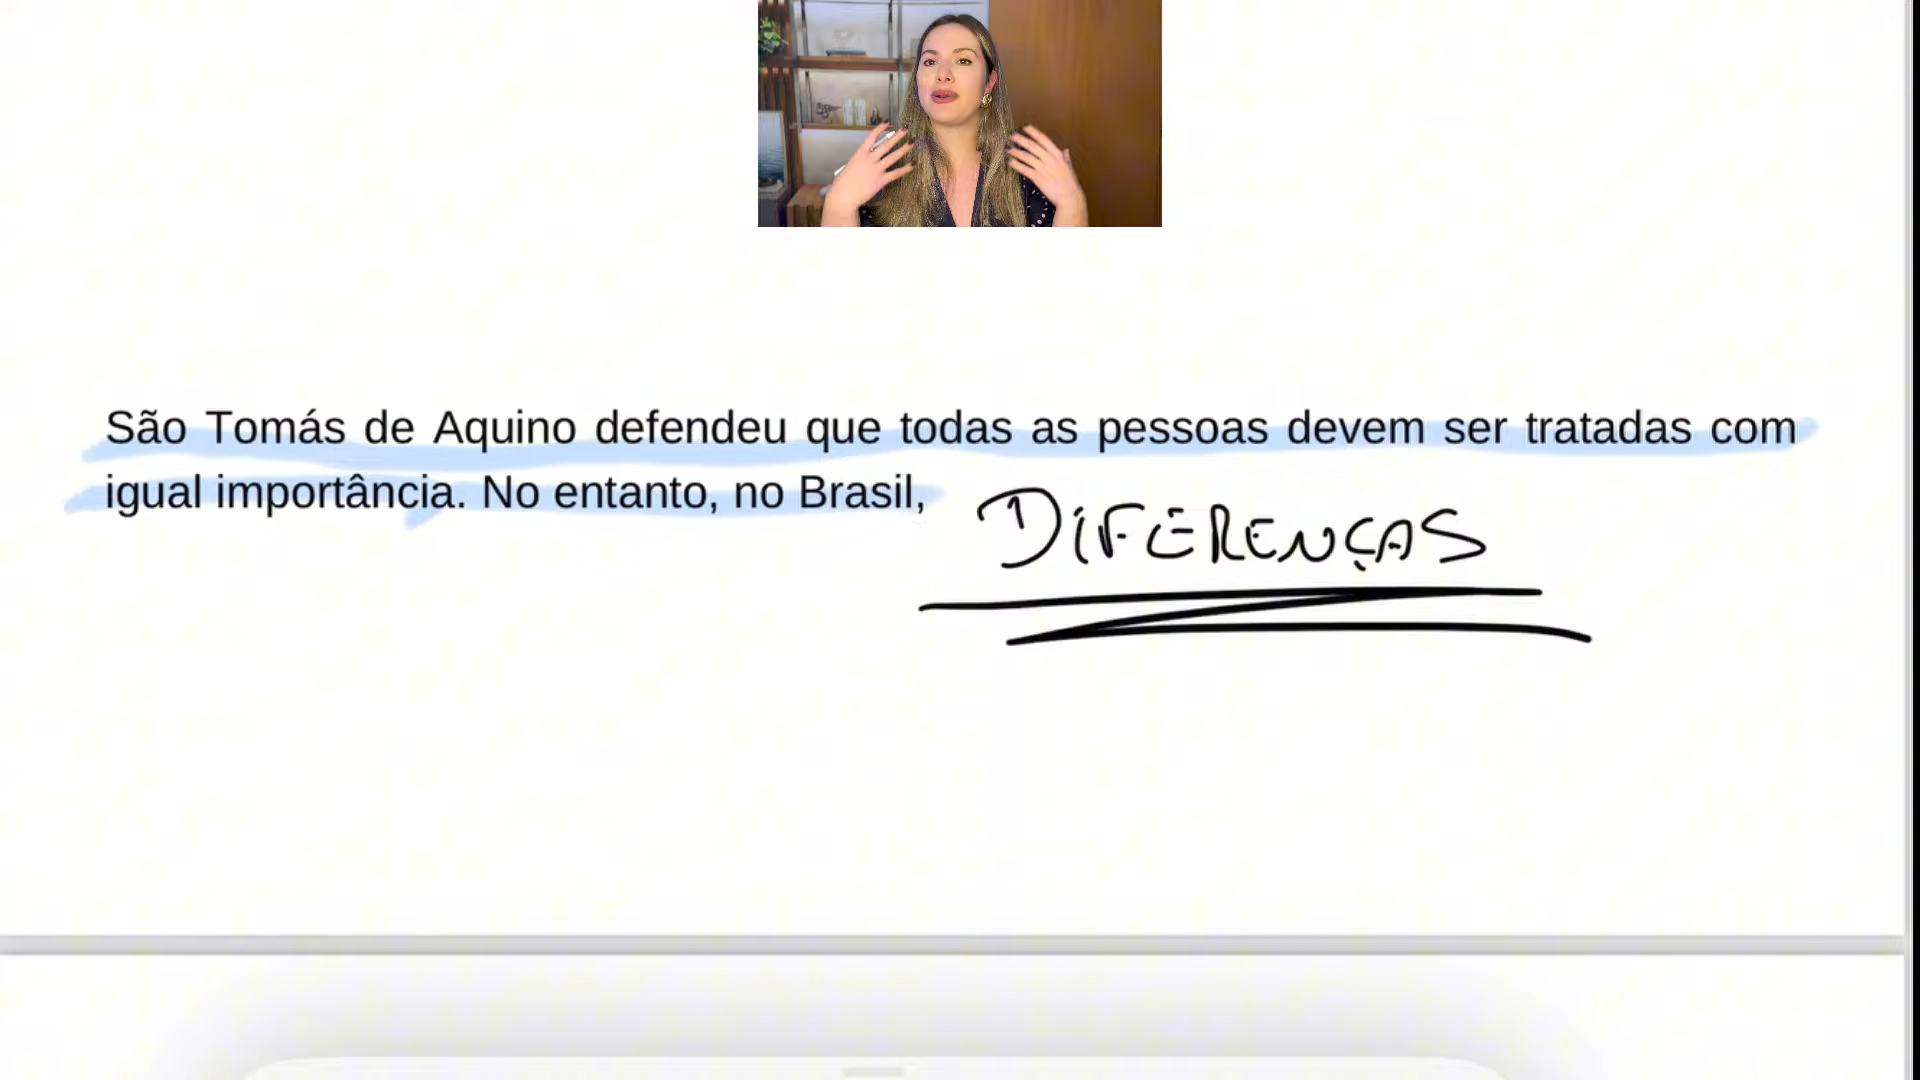 São Tomás de Aquino defendeu que todas as pessoas devem ser tratadas com
igual importância. No entanto, no Brasil,
DIFERENÇAS